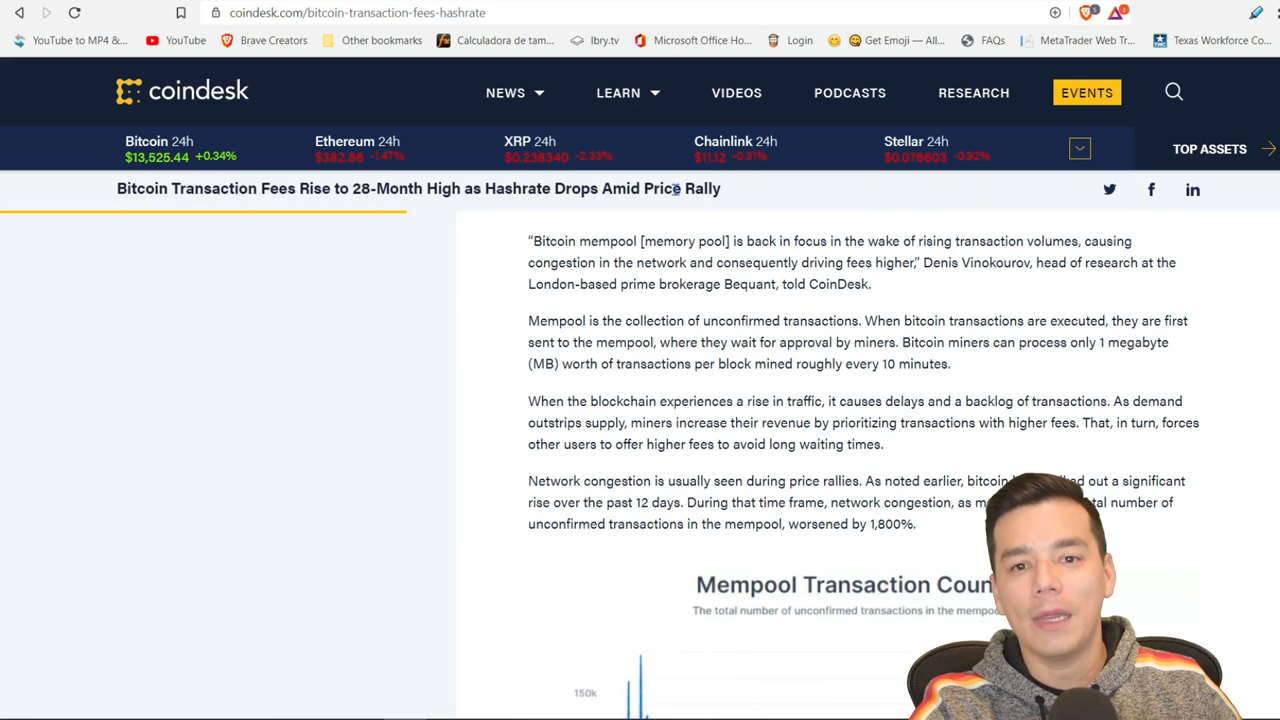 coindesk.com/bitcoin-transaction-fees-hashrate
YouTube to MP4 &... YouTube Brave Creators Other bookmarks Calculadora de tam... lbry.tv Microsoft Office Ho... Login Get Emoji — All... FAQs MetaTrader Web Tr... Texas Workforce Co...
coindesk NEWS LEARN VIDEOS PODCASTS RESEARCH EVENTS
Bitcoin 24h Ethereum 24h XRP 24h Chainlink 24h Stellar 24h
$13,525.44 +0.34% $382.86 -1.47% $0.238340 -2.33% $11.12 -0.31% $0.076603 -0.92%
TOP ASSETS
Bitcoin Transaction Fees Rise to 28-Month High as Hashrate Drops Amid Price Rally
“Bitcoin mempool [memory pool] is back in focus in the wake of rising transaction volumes, causing
congestion in the network and consequently driving fees higher,” Denis Vinokourov, head of research at the
London-based prime brokerage Bequant, told CoinDesk.
Mempool is the collection of unconfirmed transactions. When bitcoin transactions are executed, they are first
sent to the mempool, where they wait for approval by miners. Bitcoin miners can process only 1 megabyte
(MB) worth of transactions per block mined roughly every 10 minutes.
When the blockchain experiences a rise in traffic, it causes delays and a backlog of transactions. As demand
outstrips supply, miners increase their revenue by prioritizing transactions with higher fees. That, in turn, forces
other users to offer higher fees to avoid long waiting times.
Network congestion is usually seen during price rallies. As noted earlier, bitcoin out a significant
rise over the past 12 days. During that time frame, network congestion, as number of
unconfirmed transactions in the mempool, worsened by 1,800%.
Mempool Transaction Coun
The total number of unconfirmed transactions in the mempoo
150k